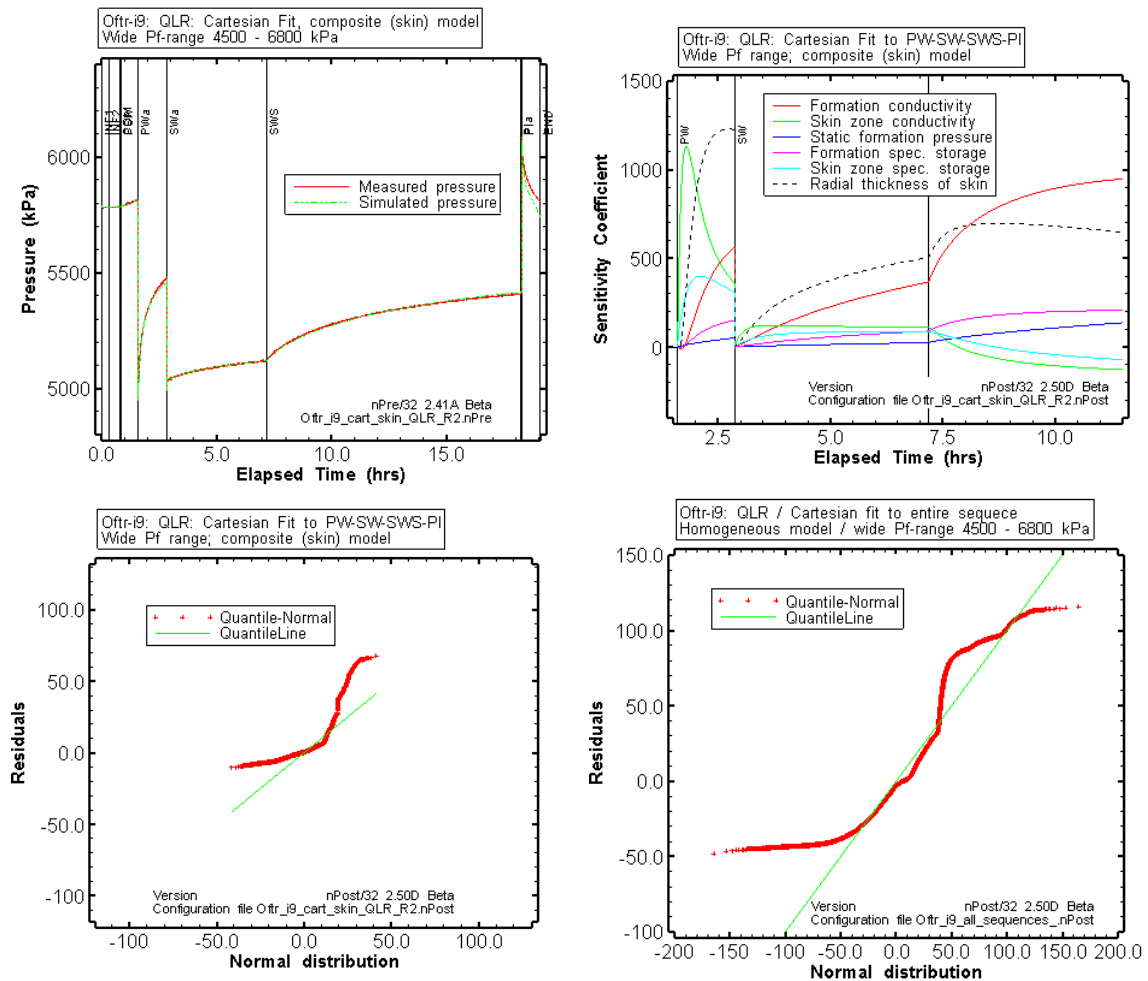 Oftr-i9: QLR: Cartesian Fit, composite (skin) model
Wide Pf-range 4500 - 6800 kPa
Pressure (kPa)
6000
5500
5000
INF1
INF2
PWa
SWa
SWS
PIa
END
Measured pressure
Simulated pressure
nPre/32 2.41A Beta
Oftr_i9_cart_skin_QLR_R2.nPre
0.0
5.0
10.0
15.0
Elapsed Time (hrs)
Oftr-i9: QLR: Cartesian Fit to PW-SW-SWS-PI
Wide Pf range; composite (skin) model
Sensitivity Coefficient
1500
1000
500
0
PW
SW
Formation conductivity
Skin zone conductivity
Static formation pressure
Formation spec. storage
Skin zone spec. storage
Radial thickness of skin
Version nPost/32 2.50D Beta
Configuration file Oftr_i9_cart_skin_QLR_R2.nPost
2.5
5.0
7.5
10.0
Elapsed Time (hrs)
Oftr-i9: QLR: Cartesian Fit to PW-SW-SWS-PI
Wide Pf range; composite (skin) model
Residuals
100.0
50.0
0.0
-50.0
-100
Quantile-Normal
QuantileLine
Version nPost/32 2.50D Beta
Configuration file Oftr_i9_cart_skin_QLR_R2.nPost
-100
-50.0
0.0
50.0
100.0
Normal distribution
Oftr-i9: QLR / Cartesian fit to entire sequece
Homogeneous model / wide Pf-range 4500 - 6800 kPa
Residuals
150.0
100.0
50.0
0.0
-50.0
-100
Quantile-Normal
QuantileLine
Version nPost/32 2.50D Beta
Configuration file Oftr_i9_all_sequences_.nPost
-200
-150
-100
-50.0
0.0
50.0
100.0
150.0
200.0
Normal distribution